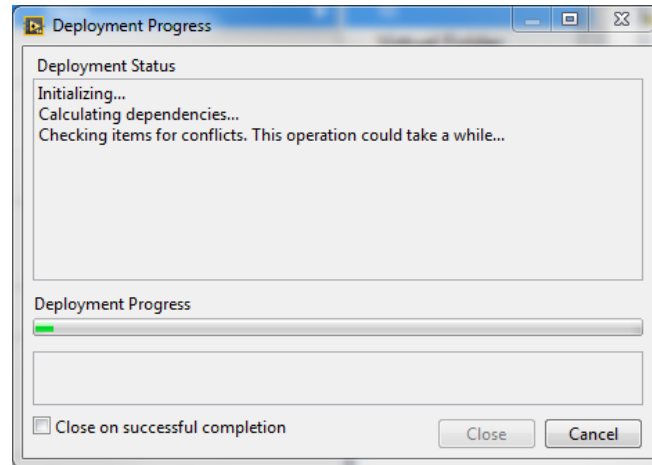 Deployment Progress
Deployment Status
Initializing...
Calculating dependencies...
Checking items for conflicts. This operation could take a while...
Deployment Progress
Close on successful completion
Close
Cancel